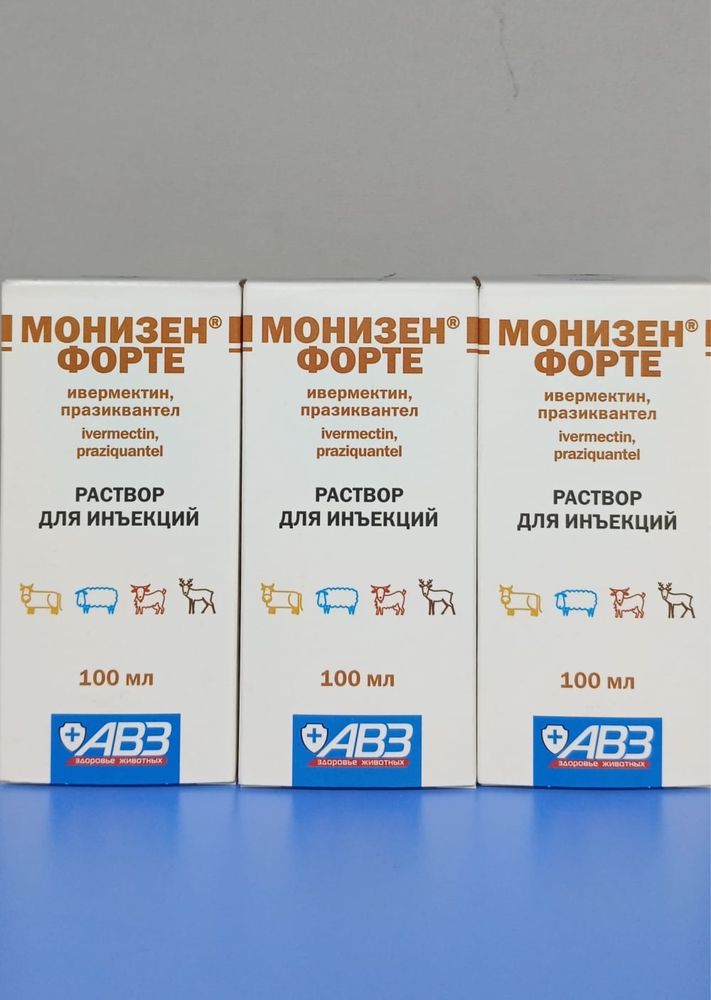 МОНИЗЕН®
ФОРТЕ
ивермектин,
празиквантел
ivermectin,
praziquantel
РАСТВОР
ДЛЯ ИНЪЕКЦИЙ
100 мл
АВЗ
здоровье животных
МОНИЗЕН®
ФОРТЕ
ивермектин,
празиквантел
ivermectin,
praziquantel
РАСТВОР
ДЛЯ ИНЪЕКЦИЙ
100 мл
АВЗ
здоровье животных
МОНИЗЕН®
ФОРТЕ
ивермектин,
празиквантел
ivermectin,
praziquantel
РАСТВОР
ДЛЯ ИНЪЕКЦИЙ
100 мл
АВЗ
здоровье животных